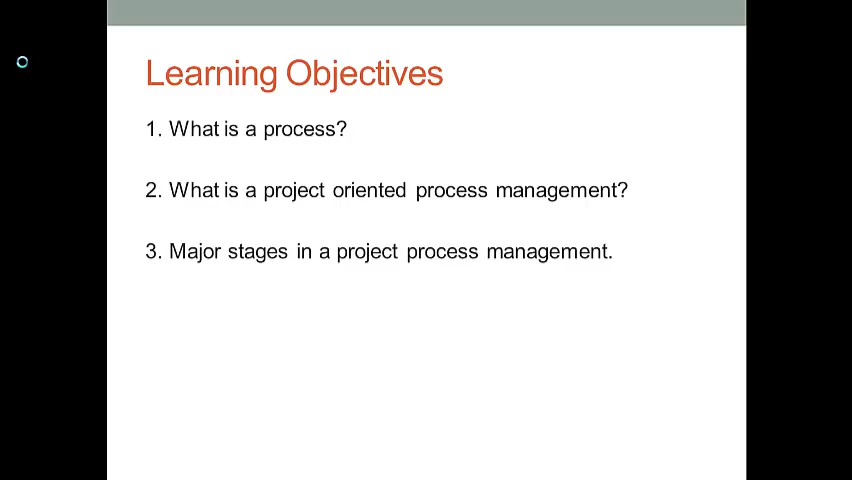 Learning Objectives
1. What is a process?
2. What is a project oriented process management?
3. Major stages in a project process management.